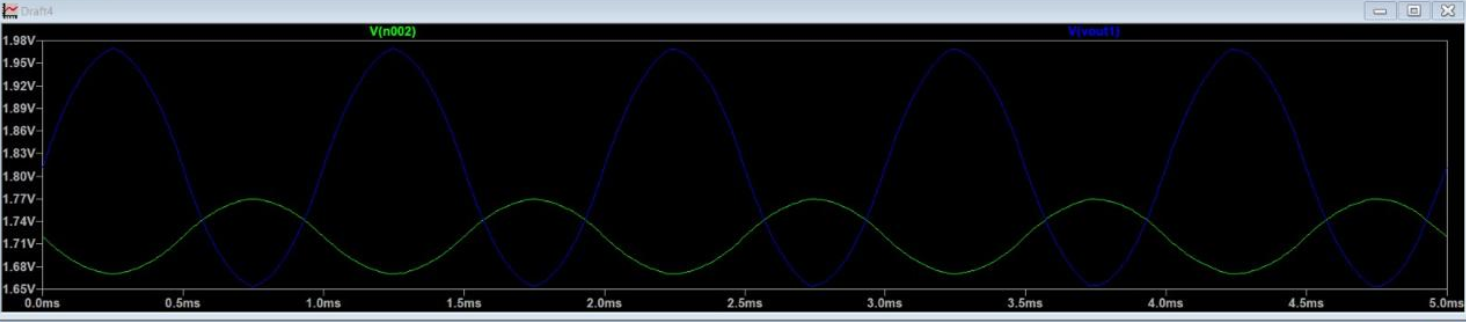 Draft4
V(n002) V(vout1)
1.98V
1.95V
1.92V
1.89V
1.86V
1.83V
1.80V
1.77V
1.74V
1.71V
1.68V
1.65V
0.0ms 0.5ms 1.0ms 1.5ms 2.0ms 2.5ms 3.0ms 3.5ms 4.0ms 4.5ms 5.0ms